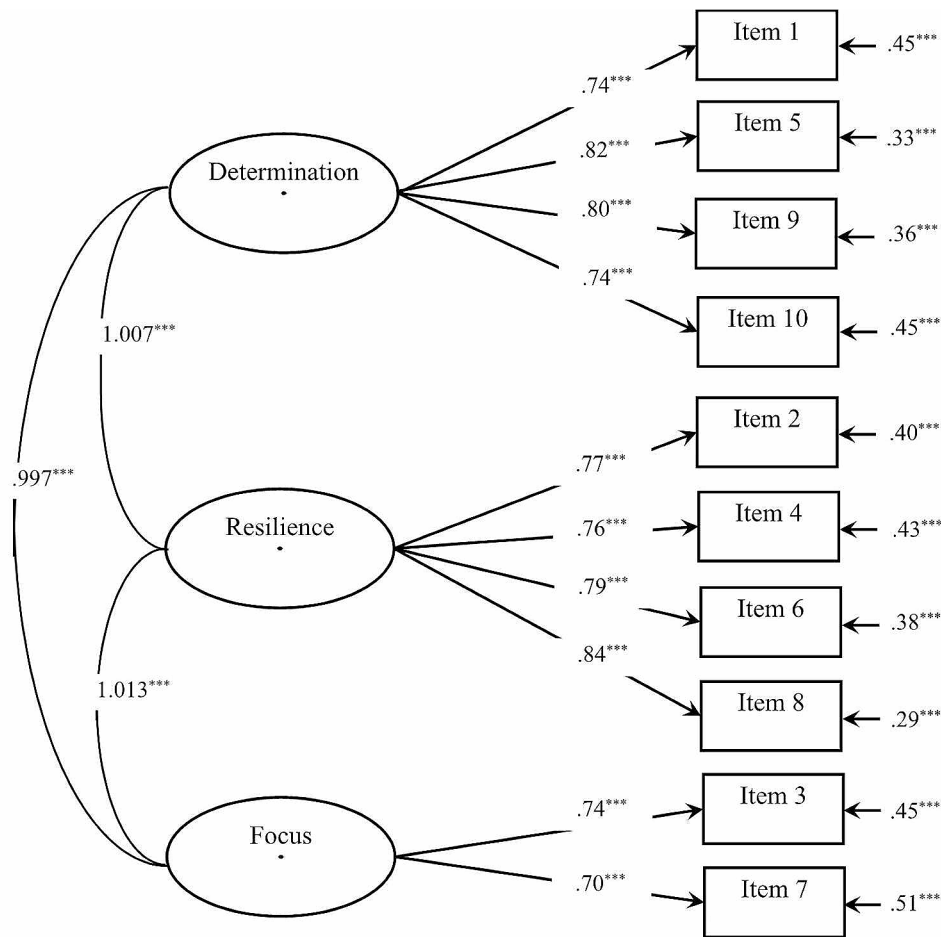 Item 1
.45***
.74***
Item 5
.33***
.82***
Determination
Item 9
.36***
.80***
.74***
Item 10
.45***
1.007***
Item 2
.40***
.77***
.997***
Resilience
Item 4
.43***
.76***
.79***
Item 6
.38***
.84***
1.013***
Item 8
.29***
Item 3
.45***
.74***
Focus
.70***
Item 7
.51***